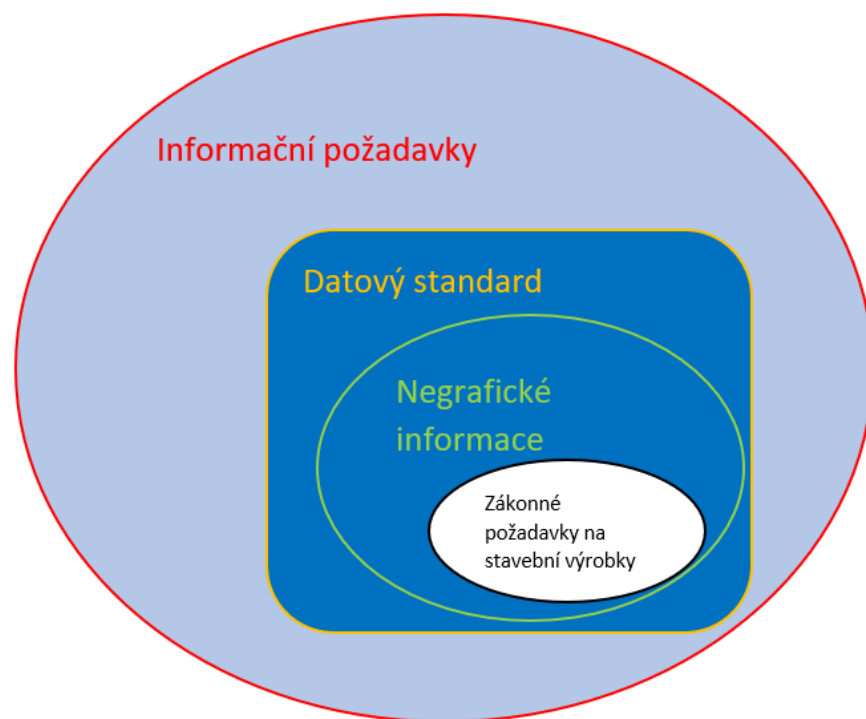 Informační požadavky
Datový standard
Negrafické
informace
Zákonné
požadavky na
stavební výrobky